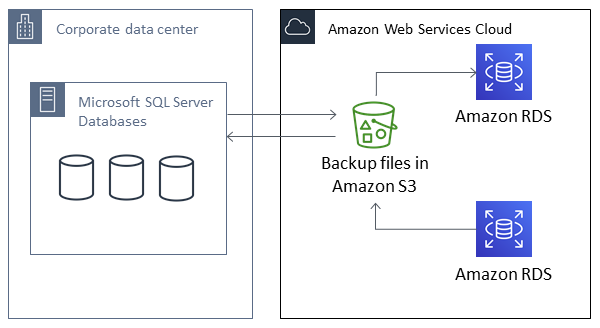 Corporate data center
Microsoft SQL Server
Databases
Amazon Web Services Cloud
Amazon RDS
Backup files in
Amazon S3
Amazon RDS